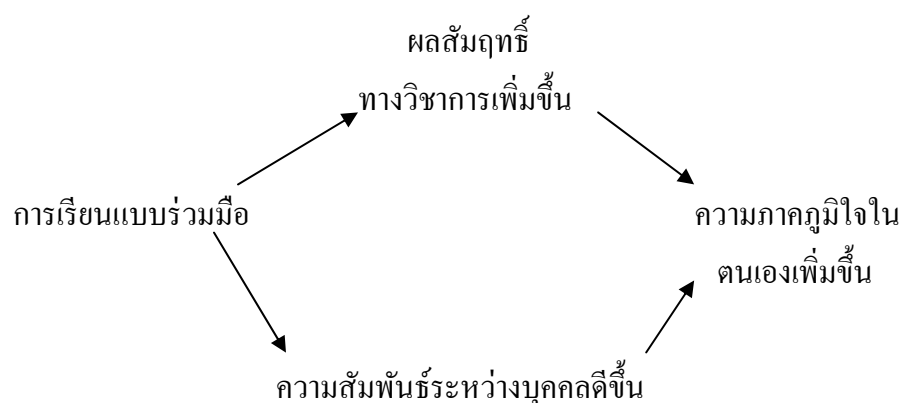 ผลสัมฤทธิ์
ทางวิชาการเพิ่มขึ้น
การเรียนแบบร่วมมือ
ความภาคภูมิใจใน
ตนเองเพิ่มขึ้น
ความสัมพันธ์ระหว่างบุคคลดีขึ้น